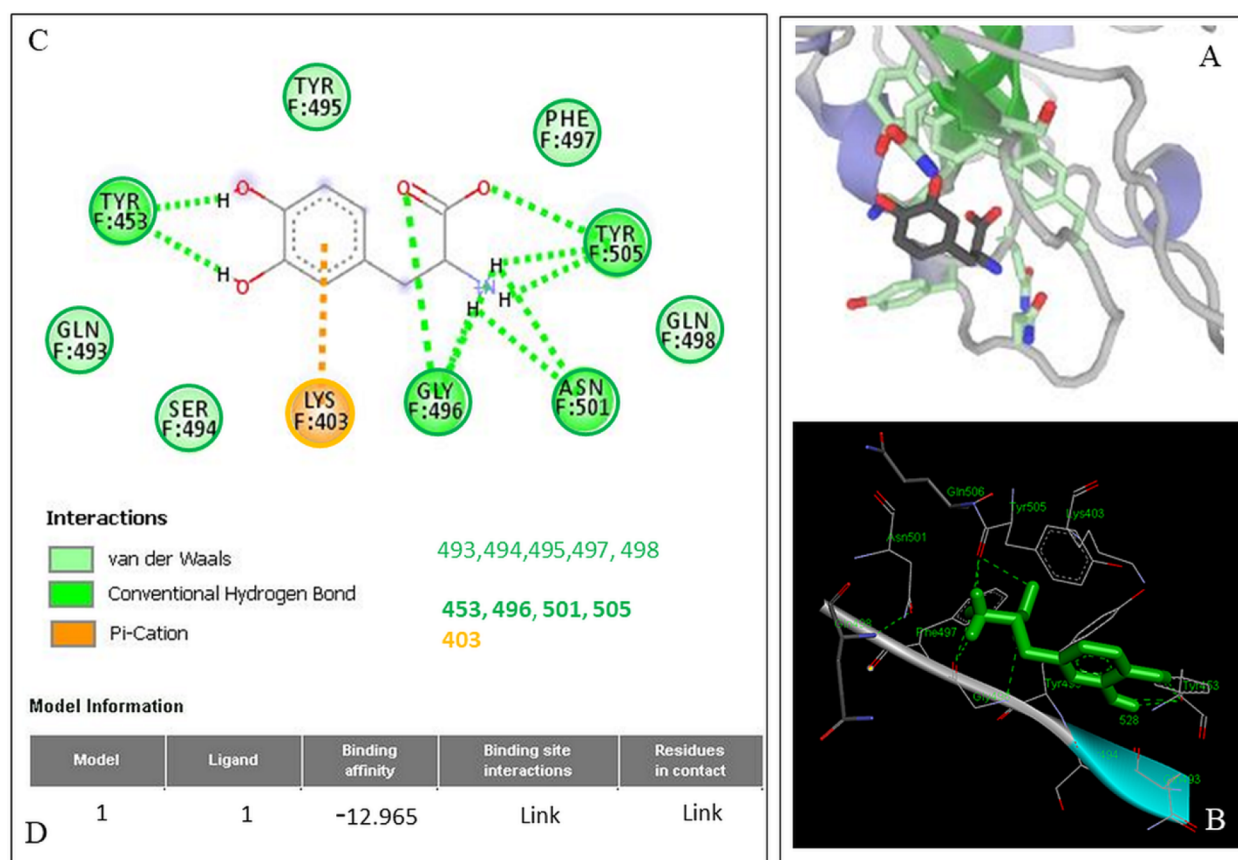 C
TYR
F:495
PHE
F:497
TYR
F:453
H
O
O
O
TYR
F:505
H
O
H
N
H
H
GLN
F:493
GLN
F:498
SER
F:494
LYS
F:403
GLY
F:496
ASN
F:501
Interactions
van der Waals
493,494,495,497, 498
Conventional Hydrogen Bond
453, 496, 501, 505
Pi-Cation
403
Model Information
Model Ligand Binding affinity Binding site interactions Residues in contact
1 1 -12.965 Link Link
D
A
Gln506
Tyr505
Lys403
Asn501
Phe497
Tyr453
528
B